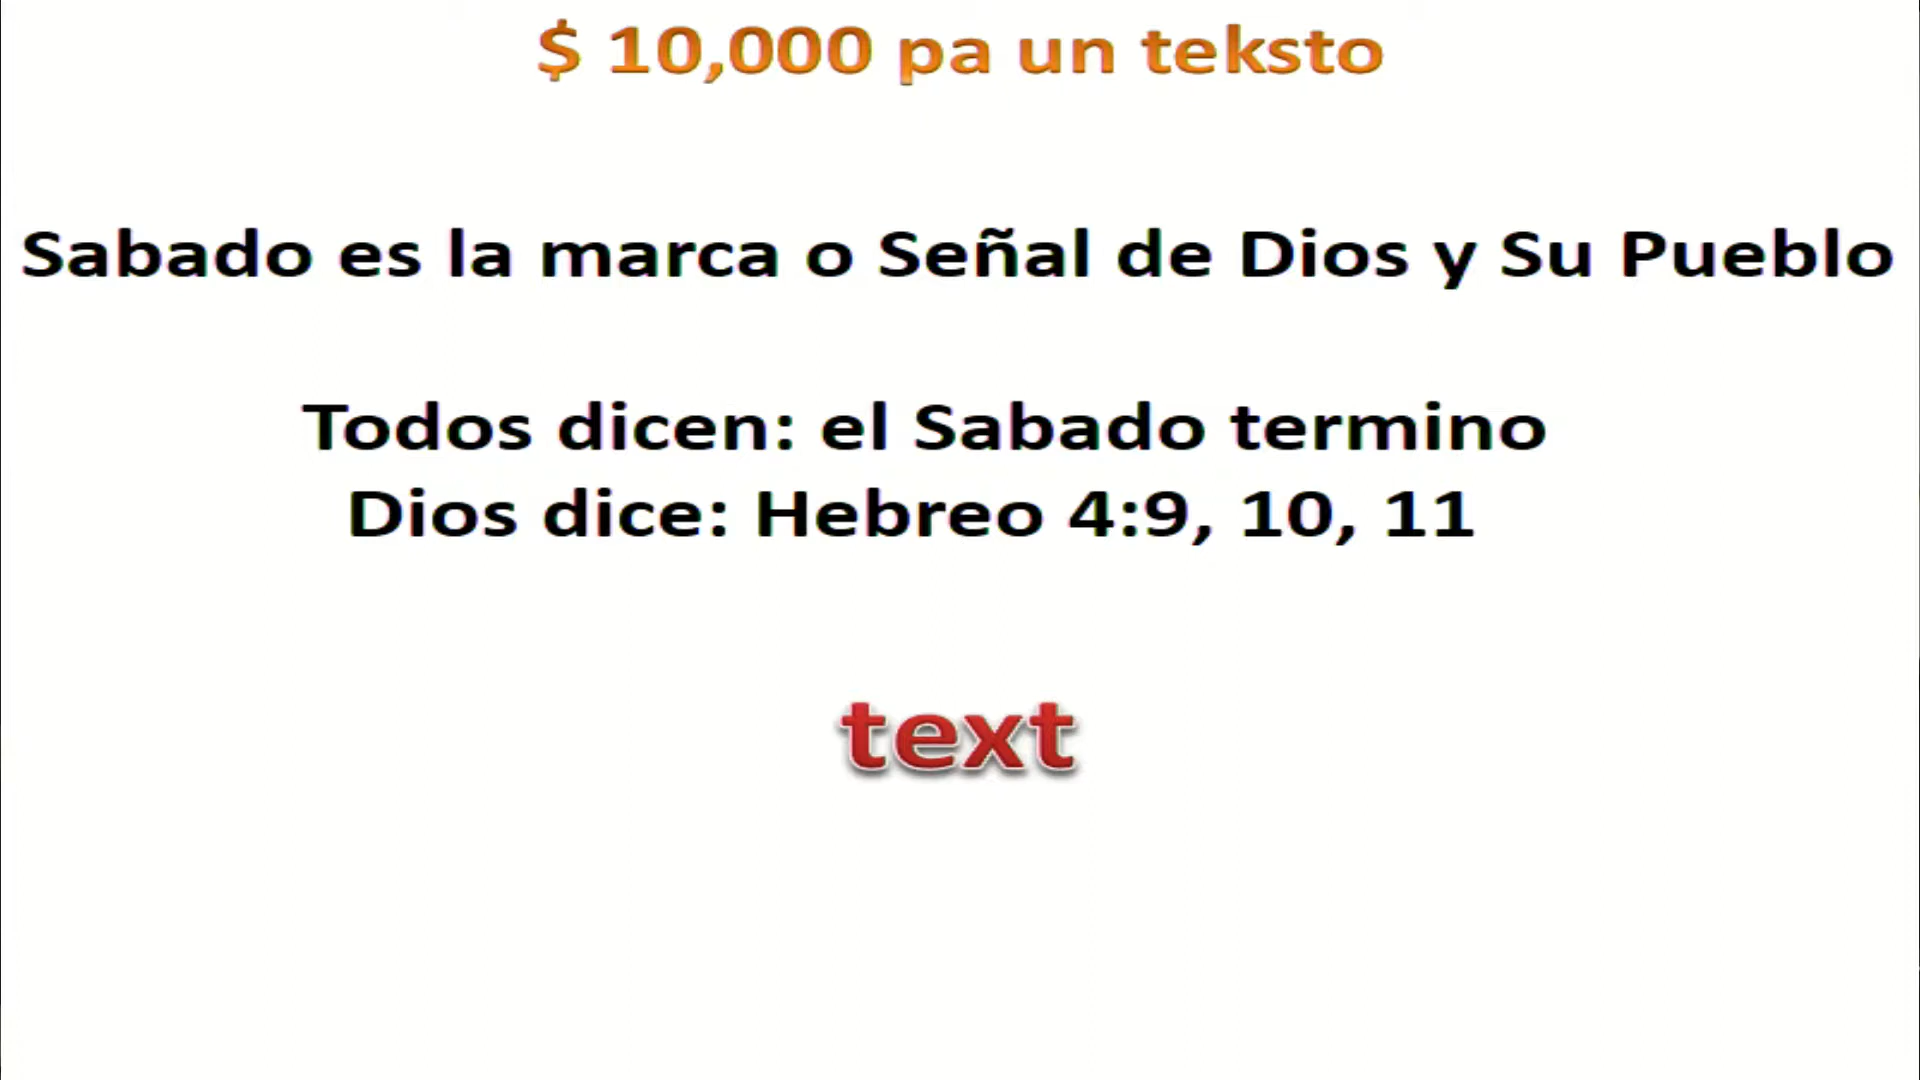 $ 10,000 pa un teksto
Sabado es la marca o Señal de Dios y Su Pueblo
Todos dicen: el Sabado termino
Dios dice: Hebreo 4:9, 10, 11
text